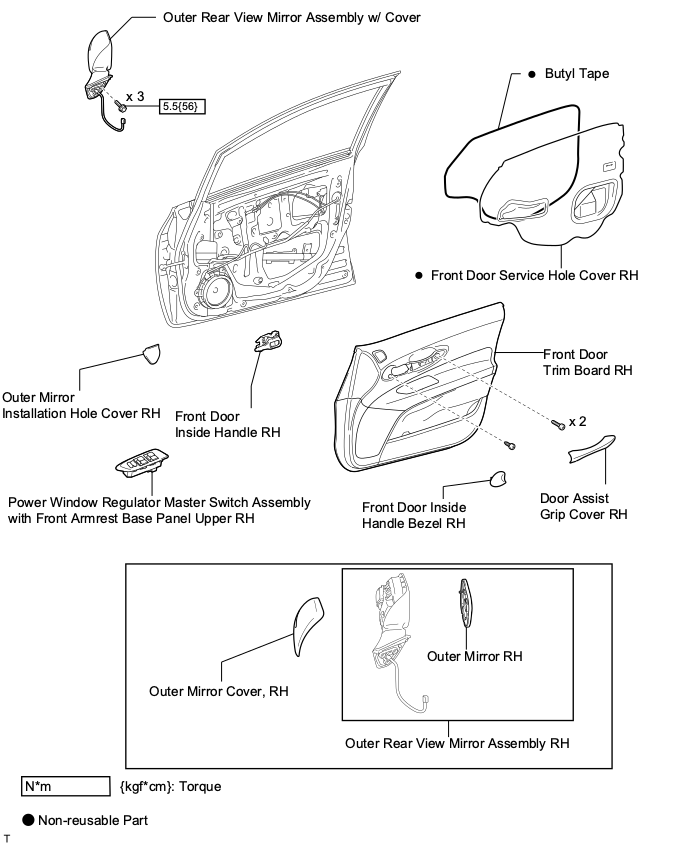 Outer Rear View Mirror Assembly w/ Cover
x 3
5.5{56}
● Butyl Tape
● Front Door Service Hole Cover RH
Front Door
Trim Board RH
Outer Mirror
Installation Hole Cover RH
Front Door
Inside Handle RH
x 2
Power Window Regulator Master Switch Assembly
with Front Armrest Base Panel Upper RH
Front Door Inside
Handle Bezel RH
Door Assist
Grip Cover RH
Outer Mirror RH
Outer Mirror Cover, RH
Outer Rear View Mirror Assembly RH
N*m {kgf*cm}: Torque
● Non-reusable Part
T